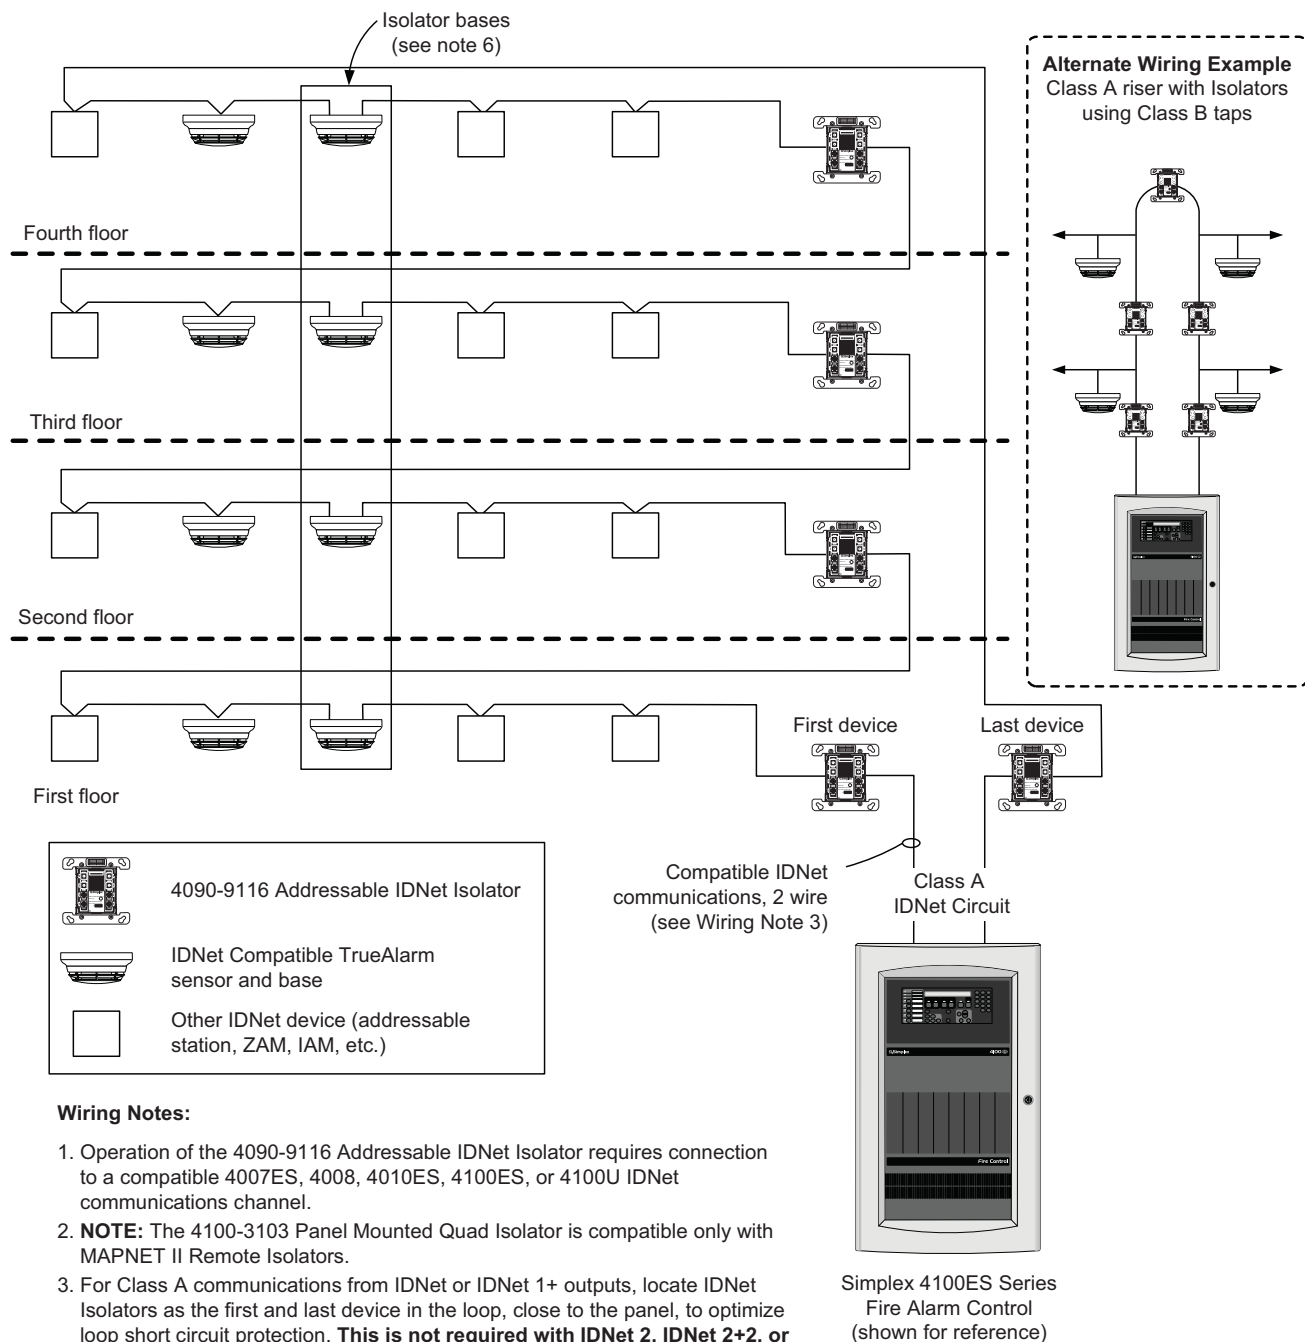 Isolator bases
(see note 6)
Alternate Wiring Example
Class A riser with Isolators
using Class B taps
Fourth floor
Third floor
Second floor
First floor
First device
Last device
4090-9116 Addressable IDNet Isolator
IDNet Compatible TrueAlarm
sensor and base
Other IDNet device (addressable
station, ZAM, IAM, etc.)
Compatible IDNet
communications, 2 wire
(see Wiring Note 3)
Class A
IDNet Circuit
Simplex
4100
Fire Control
Simplex 4100ES Series
Fire Alarm Control
(shown for reference)
Wiring Notes:
1. Operation of the 4090-9116 Addressable IDNet Isolator requires connection
to a compatible 4007ES, 4008, 4010ES, 4100ES, or 4100U IDNet
communications channel.
2. NOTE: The 4100-3103 Panel Mounted Quad Isolator is compatible only with
MAPNET II Remote Isolators.
3. For Class A communications from IDNet or IDNet 1+ outputs, locate IDNet
Isolators as the first and last device in the loop, close to the panel, to optimize
loop short circuit protection. This is not required with IDNet 2, IDNet 2+2, or